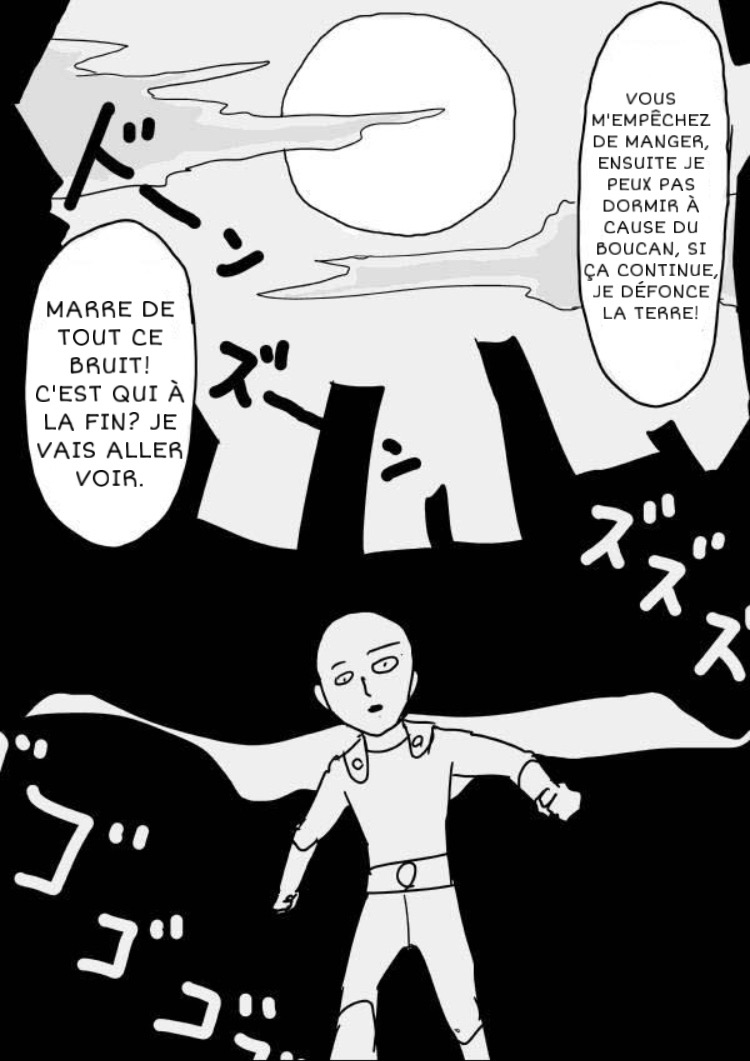 VOUS
M'EMPÊCHEZ
DE MANGER,
ENSUITE JE
PEUX PAS
DORMIR À
CAUSE DU
BOUCAN, SI
ÇA CONTINUE,
JE DÉFONCE
LA TERRE!
ドーン
MARRE DE
TOUT CE
BRUIT!
C'EST QUI À
LA FIN? JE
VAIS ALLER
VOIR.
ズーン
ズズズ
ゴゴゴゴ